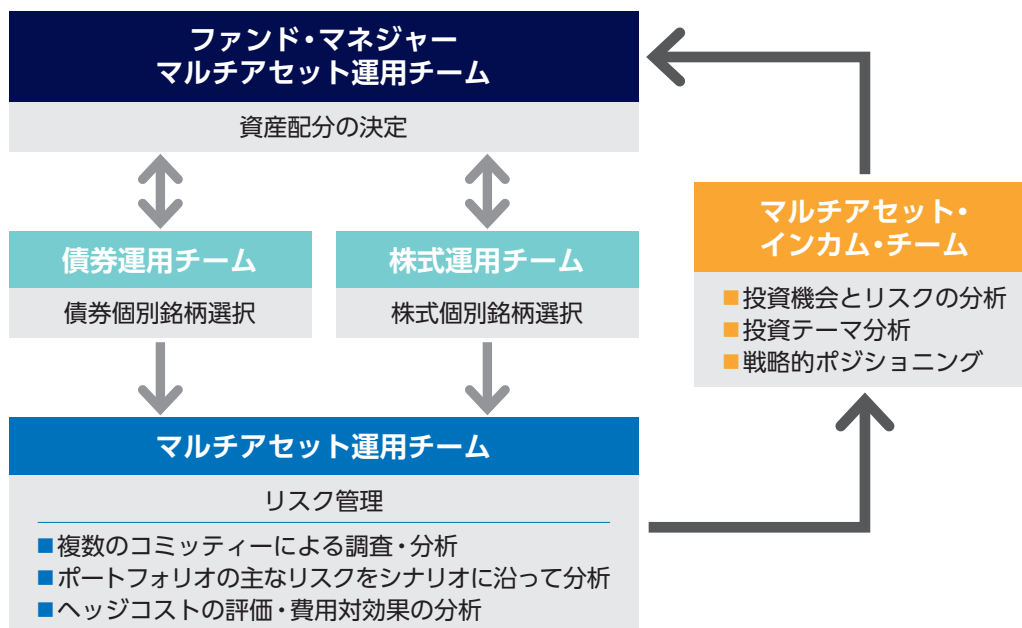 ファンド・マネジャー
マルチアセット運用チーム
資産配分の決定
債券運用チーム
債券個別銘柄選択
株式運用チーム
株式個別銘柄選択
マルチアセット運用チーム
リスク管理
■複数のコミッティーによる調査・分析
■ポートフォリオの主なリスクをシナリオに沿って分析
■ヘッジコストの評価・費用対効果の分析
マルチアセット・
インカム・チーム
■投資機会とリスクの分析
■投資テーマ分析
■戦略的ポジショニング